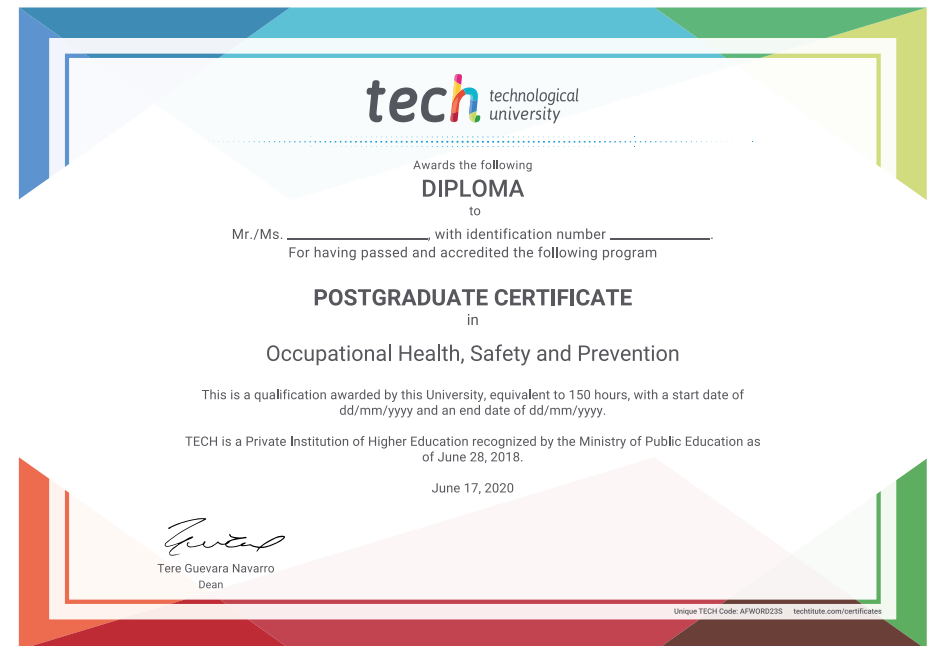 tech technological
university
Awards the following
DIPLOMA
to
Mr./Ms. ____________________, with identification number ______________.
For having passed and accredited the following program
POSTGRADUATE CERTIFICATE
in
Occupational Health, Safety and Prevention
This is a qualification awarded by this University, equivalent to 150 hours, with a start date of
dd/mm/yyyy and an end date of dd/mm/yyyy.
TECH is a Private Institution of Higher Education recognized by the Ministry of Public Education as
of June 28, 2018.
June 17, 2020
Tere Guevara Navarro
Dean
Unique TECH Code: AFWORD23S techtitute.com/certificates